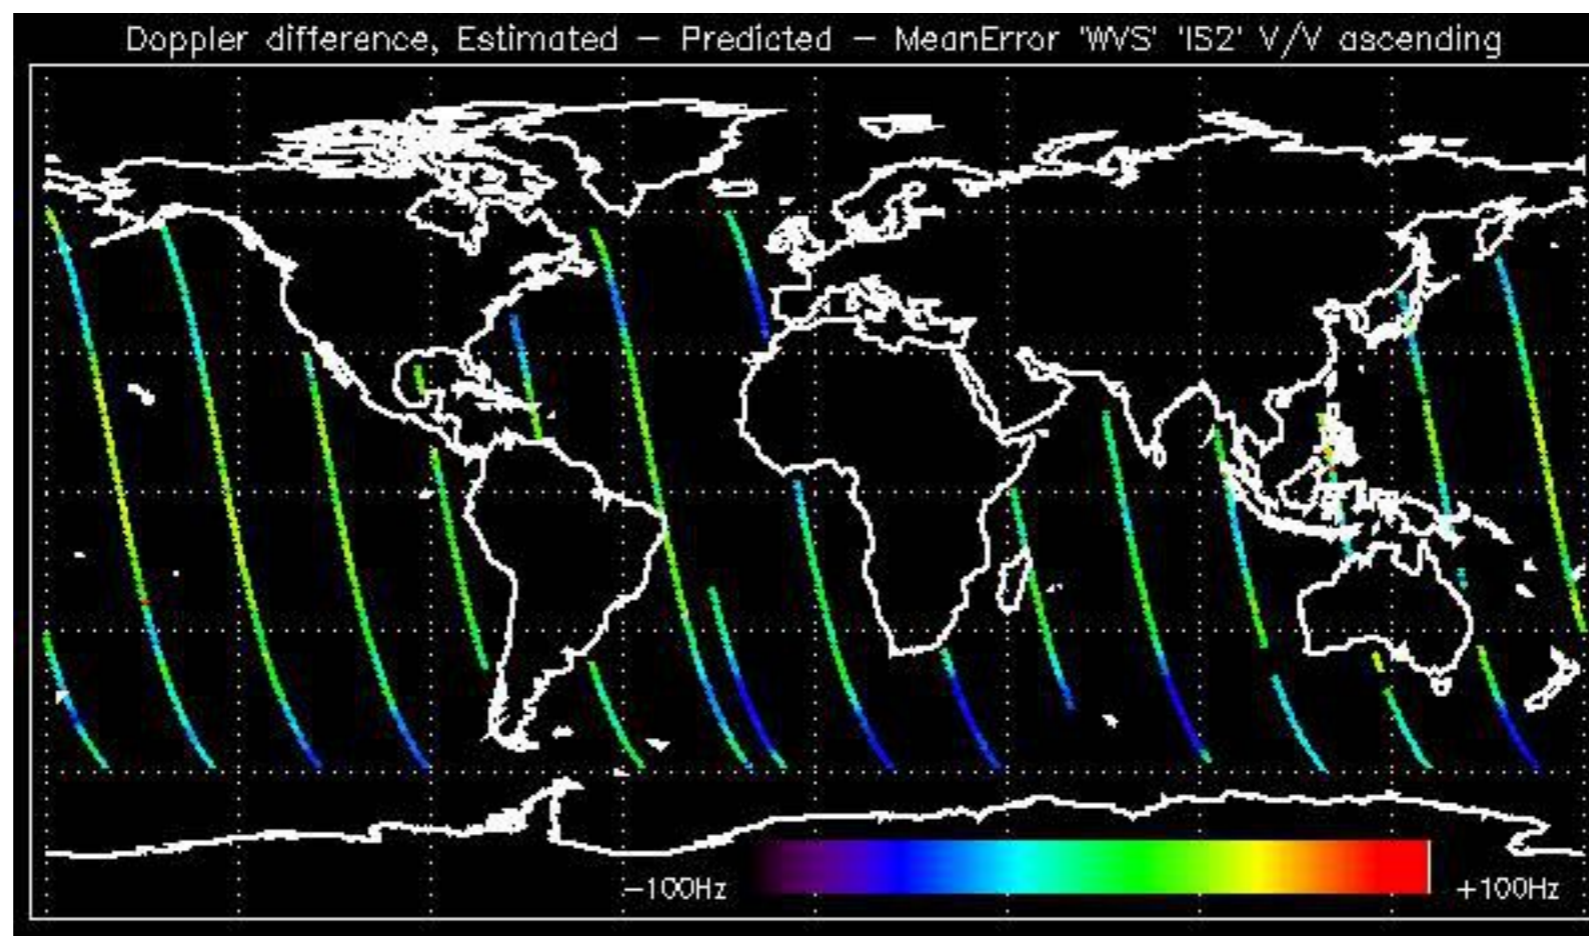 Doppler difference, Estimated – Predicted – MeanError 'WVS' 'IS2' V/V ascending
–100Hz
+100Hz